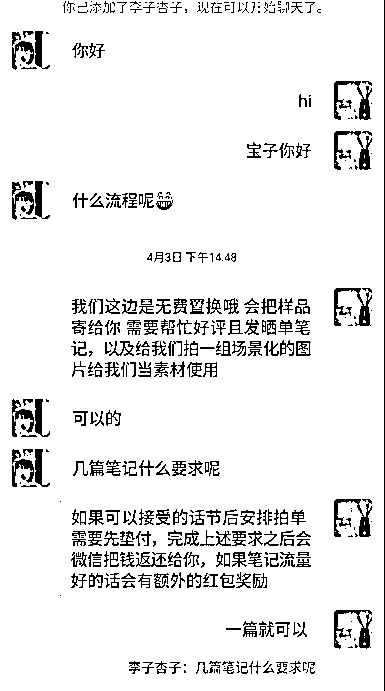 你已添加了李子杏子，现在可以开始聊天了。
你好
hi
宝子你好
什么流程呢😂
4月3日 下午14:48
我们这边是无费置换哦 会把样品
寄给你 需要帮忙好评且发晒单笔
记，以及给我们拍一组场景化的图
片给我们当素材使用
可以的
几篇笔记什么要求呢
如果可以接受的话节后安排拍单
需要先垫付，完成上述要求之后会
微信把钱返还给你，如果笔记流量
好的话会有额外的红包奖励
一篇就可以
李子杏子：几篇笔记什么要求呢